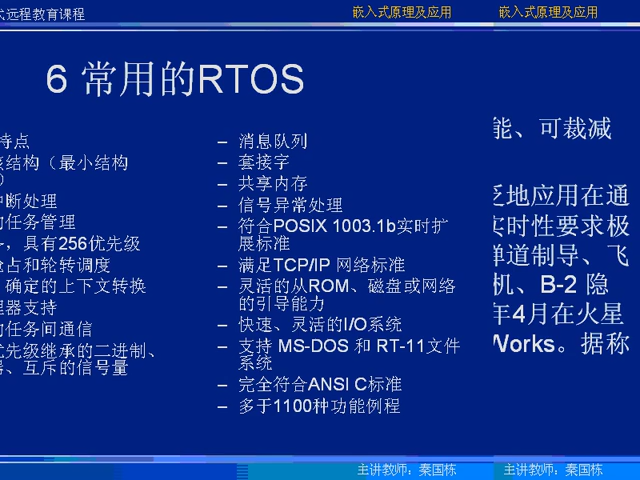 式远程教育课程
嵌入式原理及应用
嵌入式原理及应用
6 常用的RTOS
特点
核结构（最小结构
）
中断处理
的任务管理
，具有256优先级
抢占和轮转调度
、确定的上下文转换
理器支持
的任务间通信
式先级继承的二进制、
器、互斥的信号量
– 消息队列
– 套接字
– 共享内存
– 信号异常处理
– 符合POSIX 1003.1b实时扩
展标准
– 满足TCP/IP 网络标准
– 灵活的从ROM、磁盘或网络
的引导能力
– 快速、灵活的I/O系统
– 支持 MS-DOS 和 RT-11文件
系统
– 完全符合ANSI C标准
– 多于1100种功能例程
能、可裁减
泛地应用在通
实时性要求极
弹道制导、飞
机、B-2 隐
年4月在火星
Works。据称
主讲教师：秦国栋
主讲教师：秦国栋